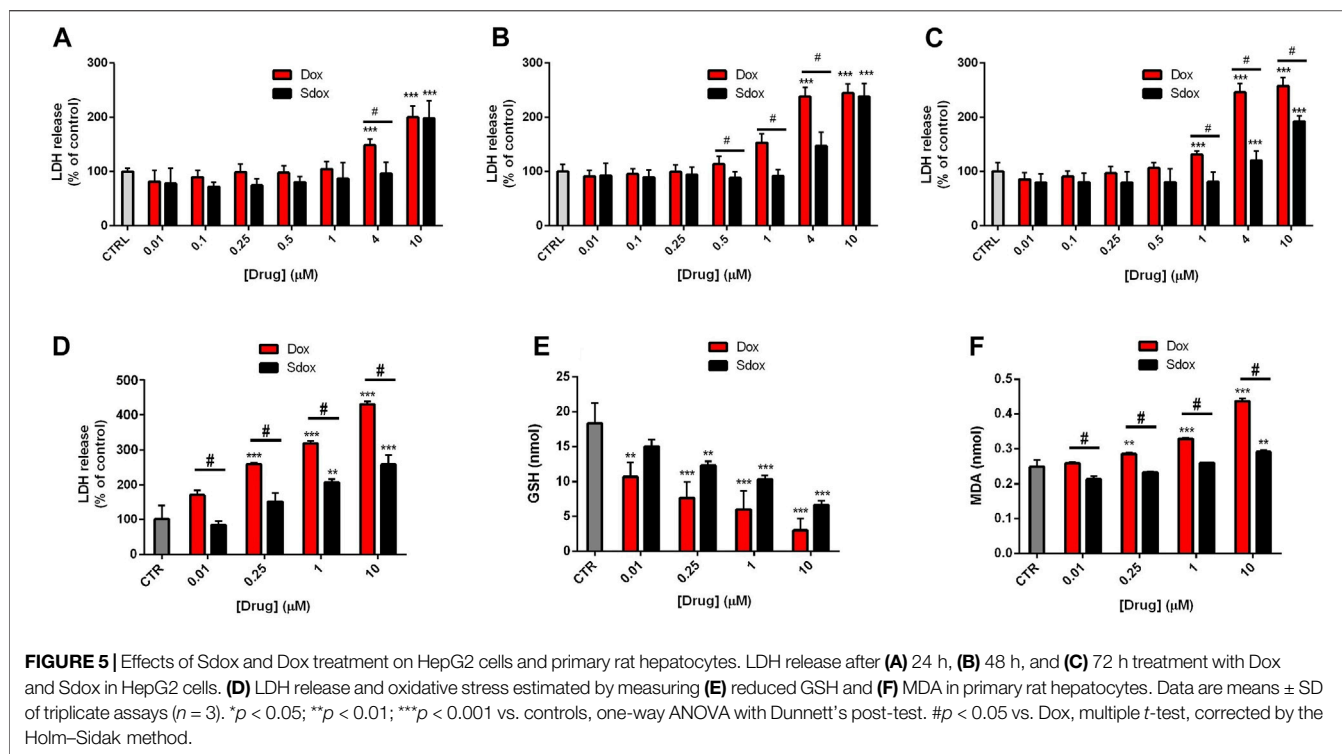 A
300
200
100
0
LDH release
(% of control)
Dox
Sdox
#
***
***
***
CTRL
0.01
0.1
0.25
0.5
1
4
10
[Drug] (μM)
B
300
200
100
0
LDH release
(% of control)
Dox
Sdox
#
#
#
***
***
***
CTRL
0.01
0.1
0.25
0.5
1
4
10
[Drug] (μM)
C
300
200
100
0
LDH release
(% of control)
Dox
Sdox
#
#
#
***
***
***
***
***
CTRL
0.01
0.1
0.25
0.5
1
4
10
[Drug] (μM)
D
500
400
300
200
100
0
LDH release
(% of control)
Dox
Sdox
#
#
#
#
***
***
**
***
***
CTR
0.01
0.25
1
10
[Drug] (μM)
E
25
20
15
10
5
0
GSH (nmol)
Dox
Sdox
**
***
**
***
***
***
***
CTR
0.01
0.25
1
10
[Drug] (μM)
F
0.5
0.4
0.3
0.2
0.1
0.0
MDA (nmol)
Dox
Sdox
#
#
#
#
**
***
***
**
CTR
0.01
0.25
1
10
[Drug] (μM)
FIGURE 5 | Effects of Sdox and Dox treatment on HepG2 cells and primary rat hepatocytes. LDH release after (A) 24 h, (B) 48 h, and (C) 72 h treatment with Dox
and Sdox in HepG2 cells. (D) LDH release and oxidative stress estimated by measuring (E) reduced GSH and (F) MDA in primary rat hepatocytes. Data are means ± SD
of triplicate assays (n = 3). *p < 0.05; **p < 0.01; ***p < 0.001 vs. controls, one-way ANOVA with Dunnett's post-test. #p < 0.05 vs. Dox, multiple t-test, corrected by the
Holm–Sidak method.